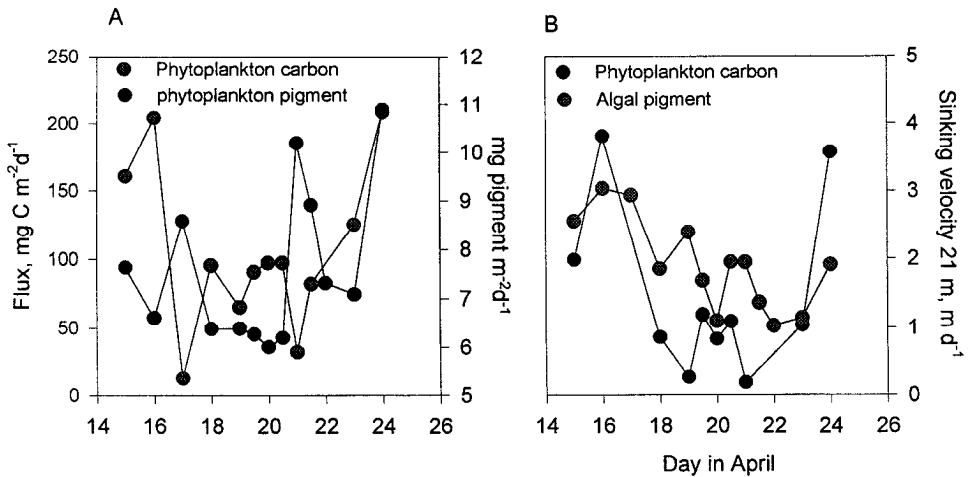 A
250
200
150
100
50
0
Flux, mg C m-2d-1
Phytoplankton carbon
phytoplankton pigment
12
11
10
9
8
7
6
5
mg pigment m-2d-1
14 16 18 20 22 24 26
B
Phytoplankton carbon
Algal pigment
5
4
3
2
1
0
Sinking velocity 21 m, m d-1
14 16 18 20 22 24 26
Day in April